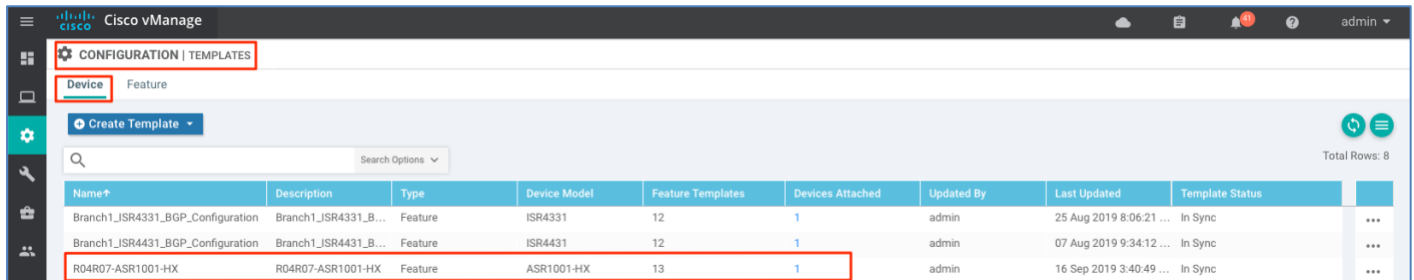 cisco Cisco vManage 41 admin
CONFIGURATION | TEMPLATES
Device Feature
Create Template
Search Options
Total Rows: 8
Name↑ Description Type Device Model Feature Templates Devices Attached Updated By Last Updated Template Status
Branch1_ISR4331_BGP_Configuration Branch1_ISR4331_B... Feature ISR4331 12 1 admin 25 Aug 2019 8:06:21 ... In Sync
Branch1_ISR4431_BGP_Configuration Branch1_ISR4431_B... Feature ISR4431 12 1 admin 07 Aug 2019 9:34:12 ... In Sync
R04R07-ASR1001-HX R04R07-ASR1001-HX Feature ASR1001-HX 13 1 admin 16 Sep 2019 3:40:49 ... In Sync